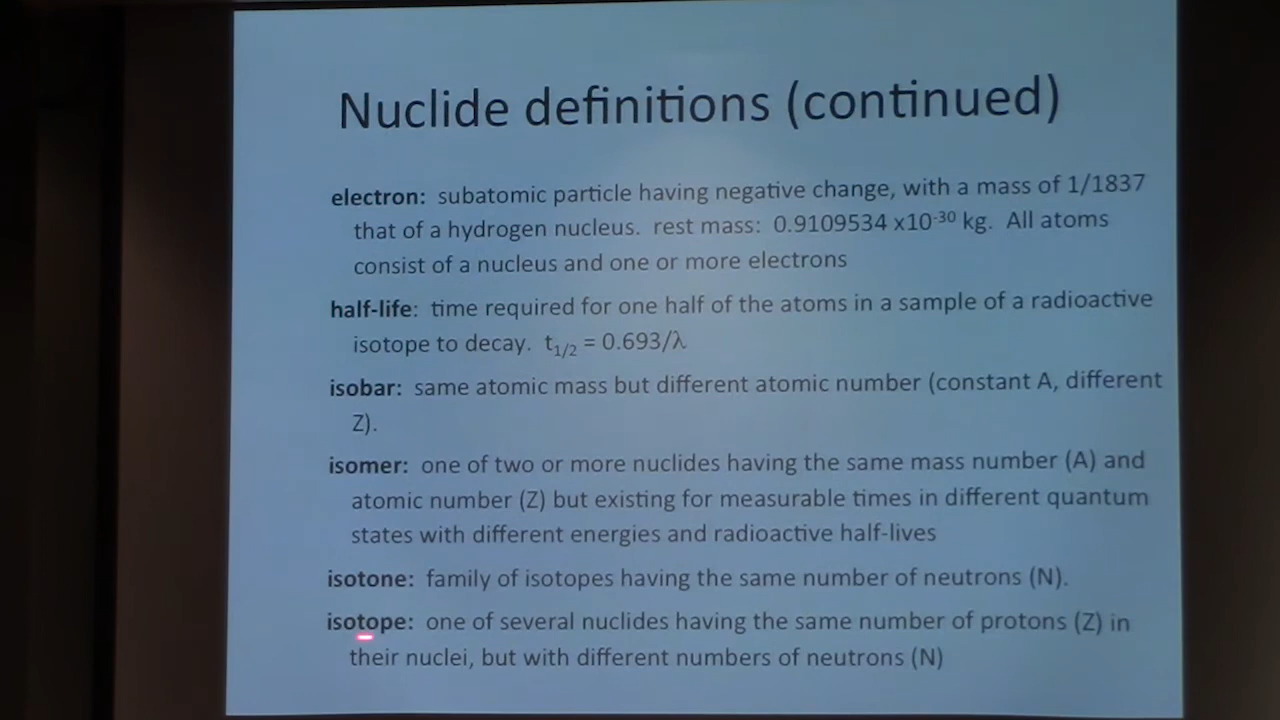 Nuclide definitions (continued)
electron: subatomic particle having negative change, with a mass of 1/1837
that of a hydrogen nucleus. rest mass: 0.9109534 x10⁻³⁰ kg. All atoms
consist of a nucleus and one or more electrons
half-life: time required for one half of the atoms in a sample of a radioactive
isotope to decay. t₁/₂ = 0.693/λ
isobar: same atomic mass but different atomic number (constant A, different
Z).
isomer: one of two or more nuclides having the same mass number (A) and
atomic number (Z) but existing for measurable times in different quantum
states with different energies and radioactive half-lives
isotone: family of isotopes having the same number of neutrons (N).
isotope: one of several nuclides having the same number of protons (Z) in
their nuclei, but with different numbers of neutrons (N)